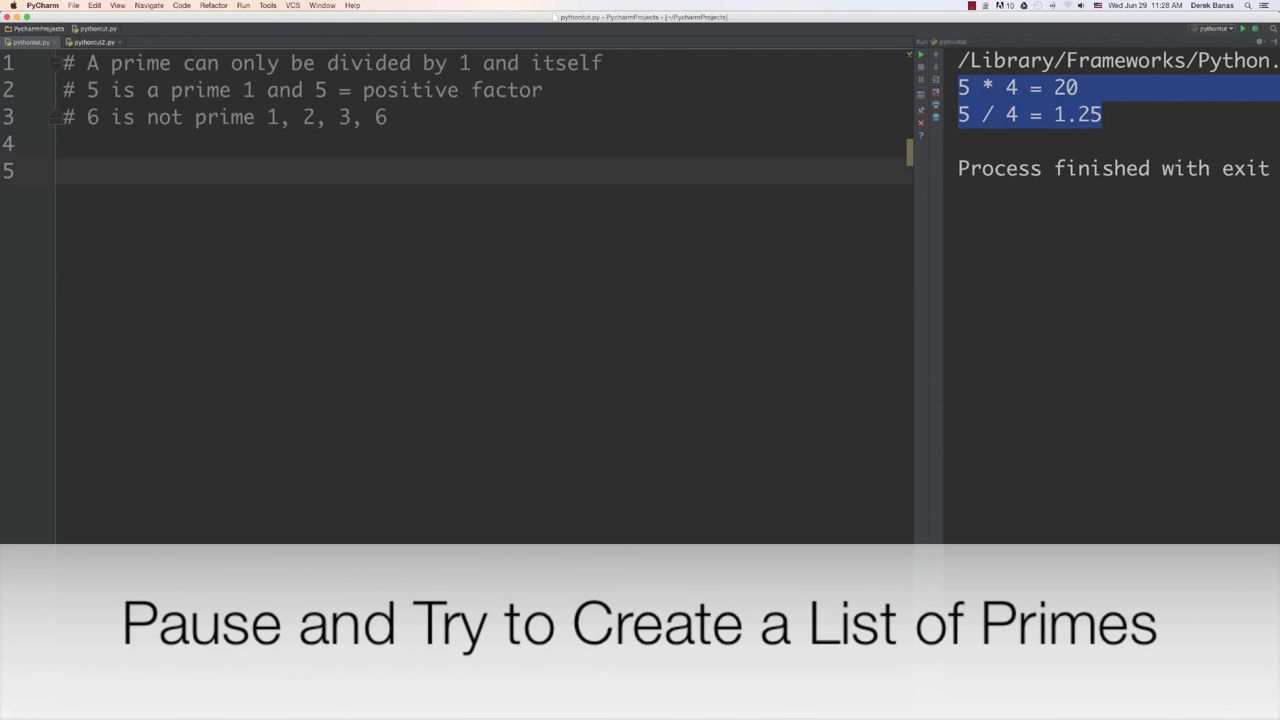 PyCharm File Edit View Navigate Code Refactor Run Tools VCS Window Help 10 Wed Jun 29 11:28 AM Derek Banas
pythontut.py - PycharmProjects - [~/PycharmProjects]
PycharmProjects pythontut.py pythontut
pythontut.py pythontut2.py Run pythontut
1 # A prime can only be divided by 1 and itself
2 # 5 is a prime 1 and 5 = positive factor
3 # 6 is not prime 1, 2, 3, 6
4
5
/Library/Frameworks/Python.
5 * 4 = 20
5 / 4 = 1.25
Process finished with exit
Pause and Try to Create a List of Primes